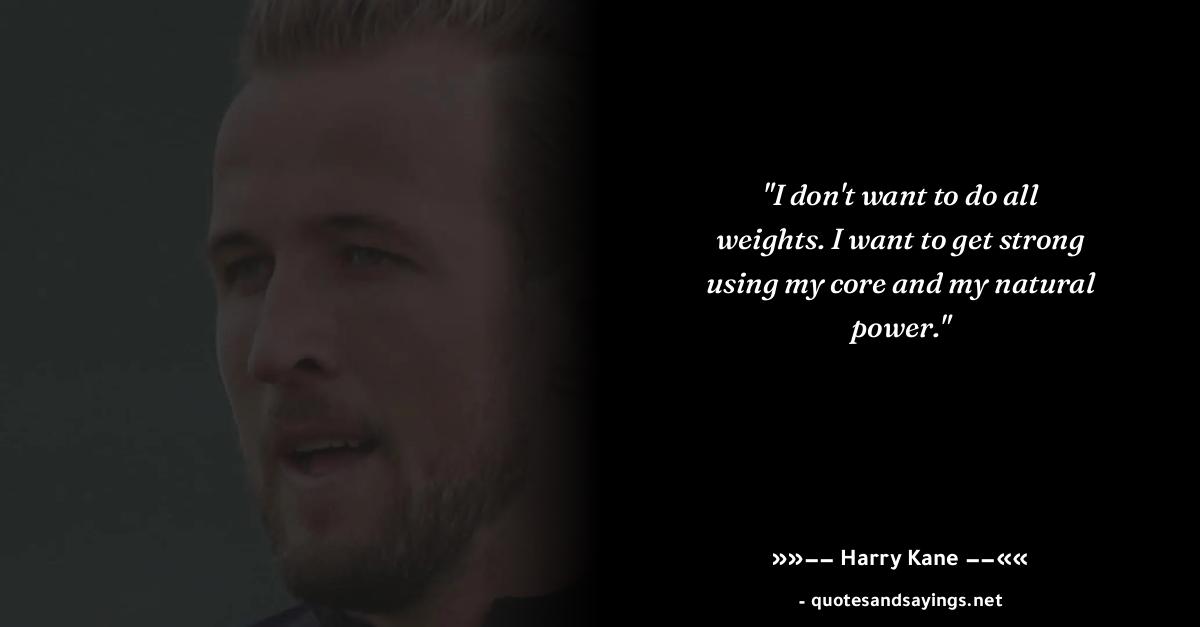 "I don't want to do all
weights. I want to get strong
using my core and my natural
power."
»»−− Harry Kane −−««
- quotesandsayings.net